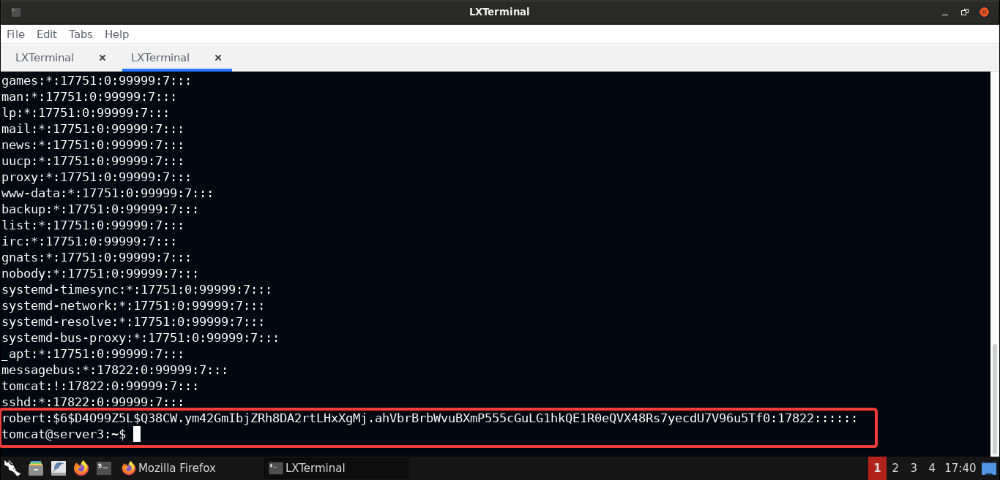 LXTerminal
File Edit Tabs Help
LXTerminal × LXTerminal ×
games:*:17751:0:99999:7:::
man:*:17751:0:99999:7:::
lp:*:17751:0:99999:7:::
mail:*:17751:0:99999:7:::
news:*:17751:0:99999:7:::
uucp:*:17751:0:99999:7:::
proxy:*:17751:0:99999:7:::
www-data:*:17751:0:99999:7:::
backup:*:17751:0:99999:7:::
list:*:17751:0:99999:7:::
irc:*:17751:0:99999:7:::
gnats:*:17751:0:99999:7:::
nobody:*:17751:0:99999:7:::
systemd-timesync:*:17751:0:99999:7:::
systemd-network:*:17751:0:99999:7:::
systemd-resolve:*:17751:0:99999:7:::
systemd-bus-proxy:*:17751:0:99999:7:::
_apt:*:17751:0:99999:7:::
messagebus:*:17822:0:99999:7:::
tomcat:!:17822:0:99999:7:::
sshd:*:17822:0:99999:7:::
robert:$6$D4O99Z5L$Q38CW.ym42GmIbjZRh8DA2rtLHxXgMj.ahVbrBrbWvuBXmP555cGuLG1hkQE1R0eQVX48Rs7yecdU7V96u5Tf0:17822::::::
tomcat@server3:~$
Mozilla Firefox LXTerminal 1 2 3 4 17:40